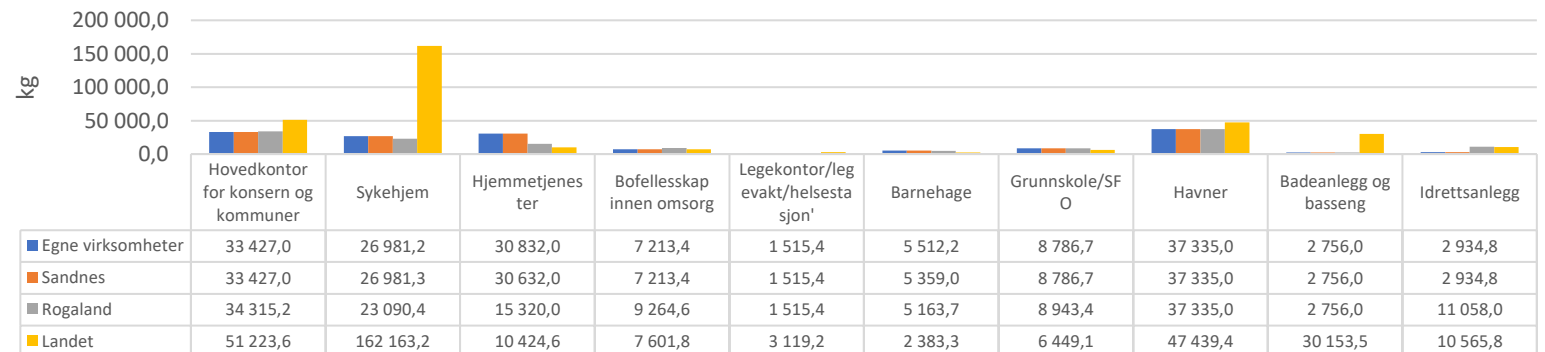 200 000,0
150 000,0
100 000,0
50 000,0
0,0
kg
Hovedkontor for konsern og kommuner
Sykehjem
Hjemmetjenes ter
Bofellesskap innen omsorg
Legekontor/leg evakt/helsesta sjon'
Barnehage
Grunnskole/SF O
Havner
Badeanlegg og basseng
Idrettsanlegg
Egne virksomheter 33 427,0 26 981,2 30 832,0 7 213,4 1 515,4 5 512,2 8 786,7 37 335,0 2 756,0 2 934,8
Sandnes 33 427,0 26 981,3 30 632,0 7 213,4 1 515,4 5 359,0 8 786,7 37 335,0 2 756,0 2 934,8
Rogaland 34 315,2 23 090,4 15 320,0 9 264,6 1 515,4 5 163,7 8 943,4 37 335,0 2 756,0 11 058,0
Landet 51 223,6 162 163,2 10 424,6 7 601,8 3 119,2 2 383,3 6 449,1 47 439,4 30 153,5 10 565,8